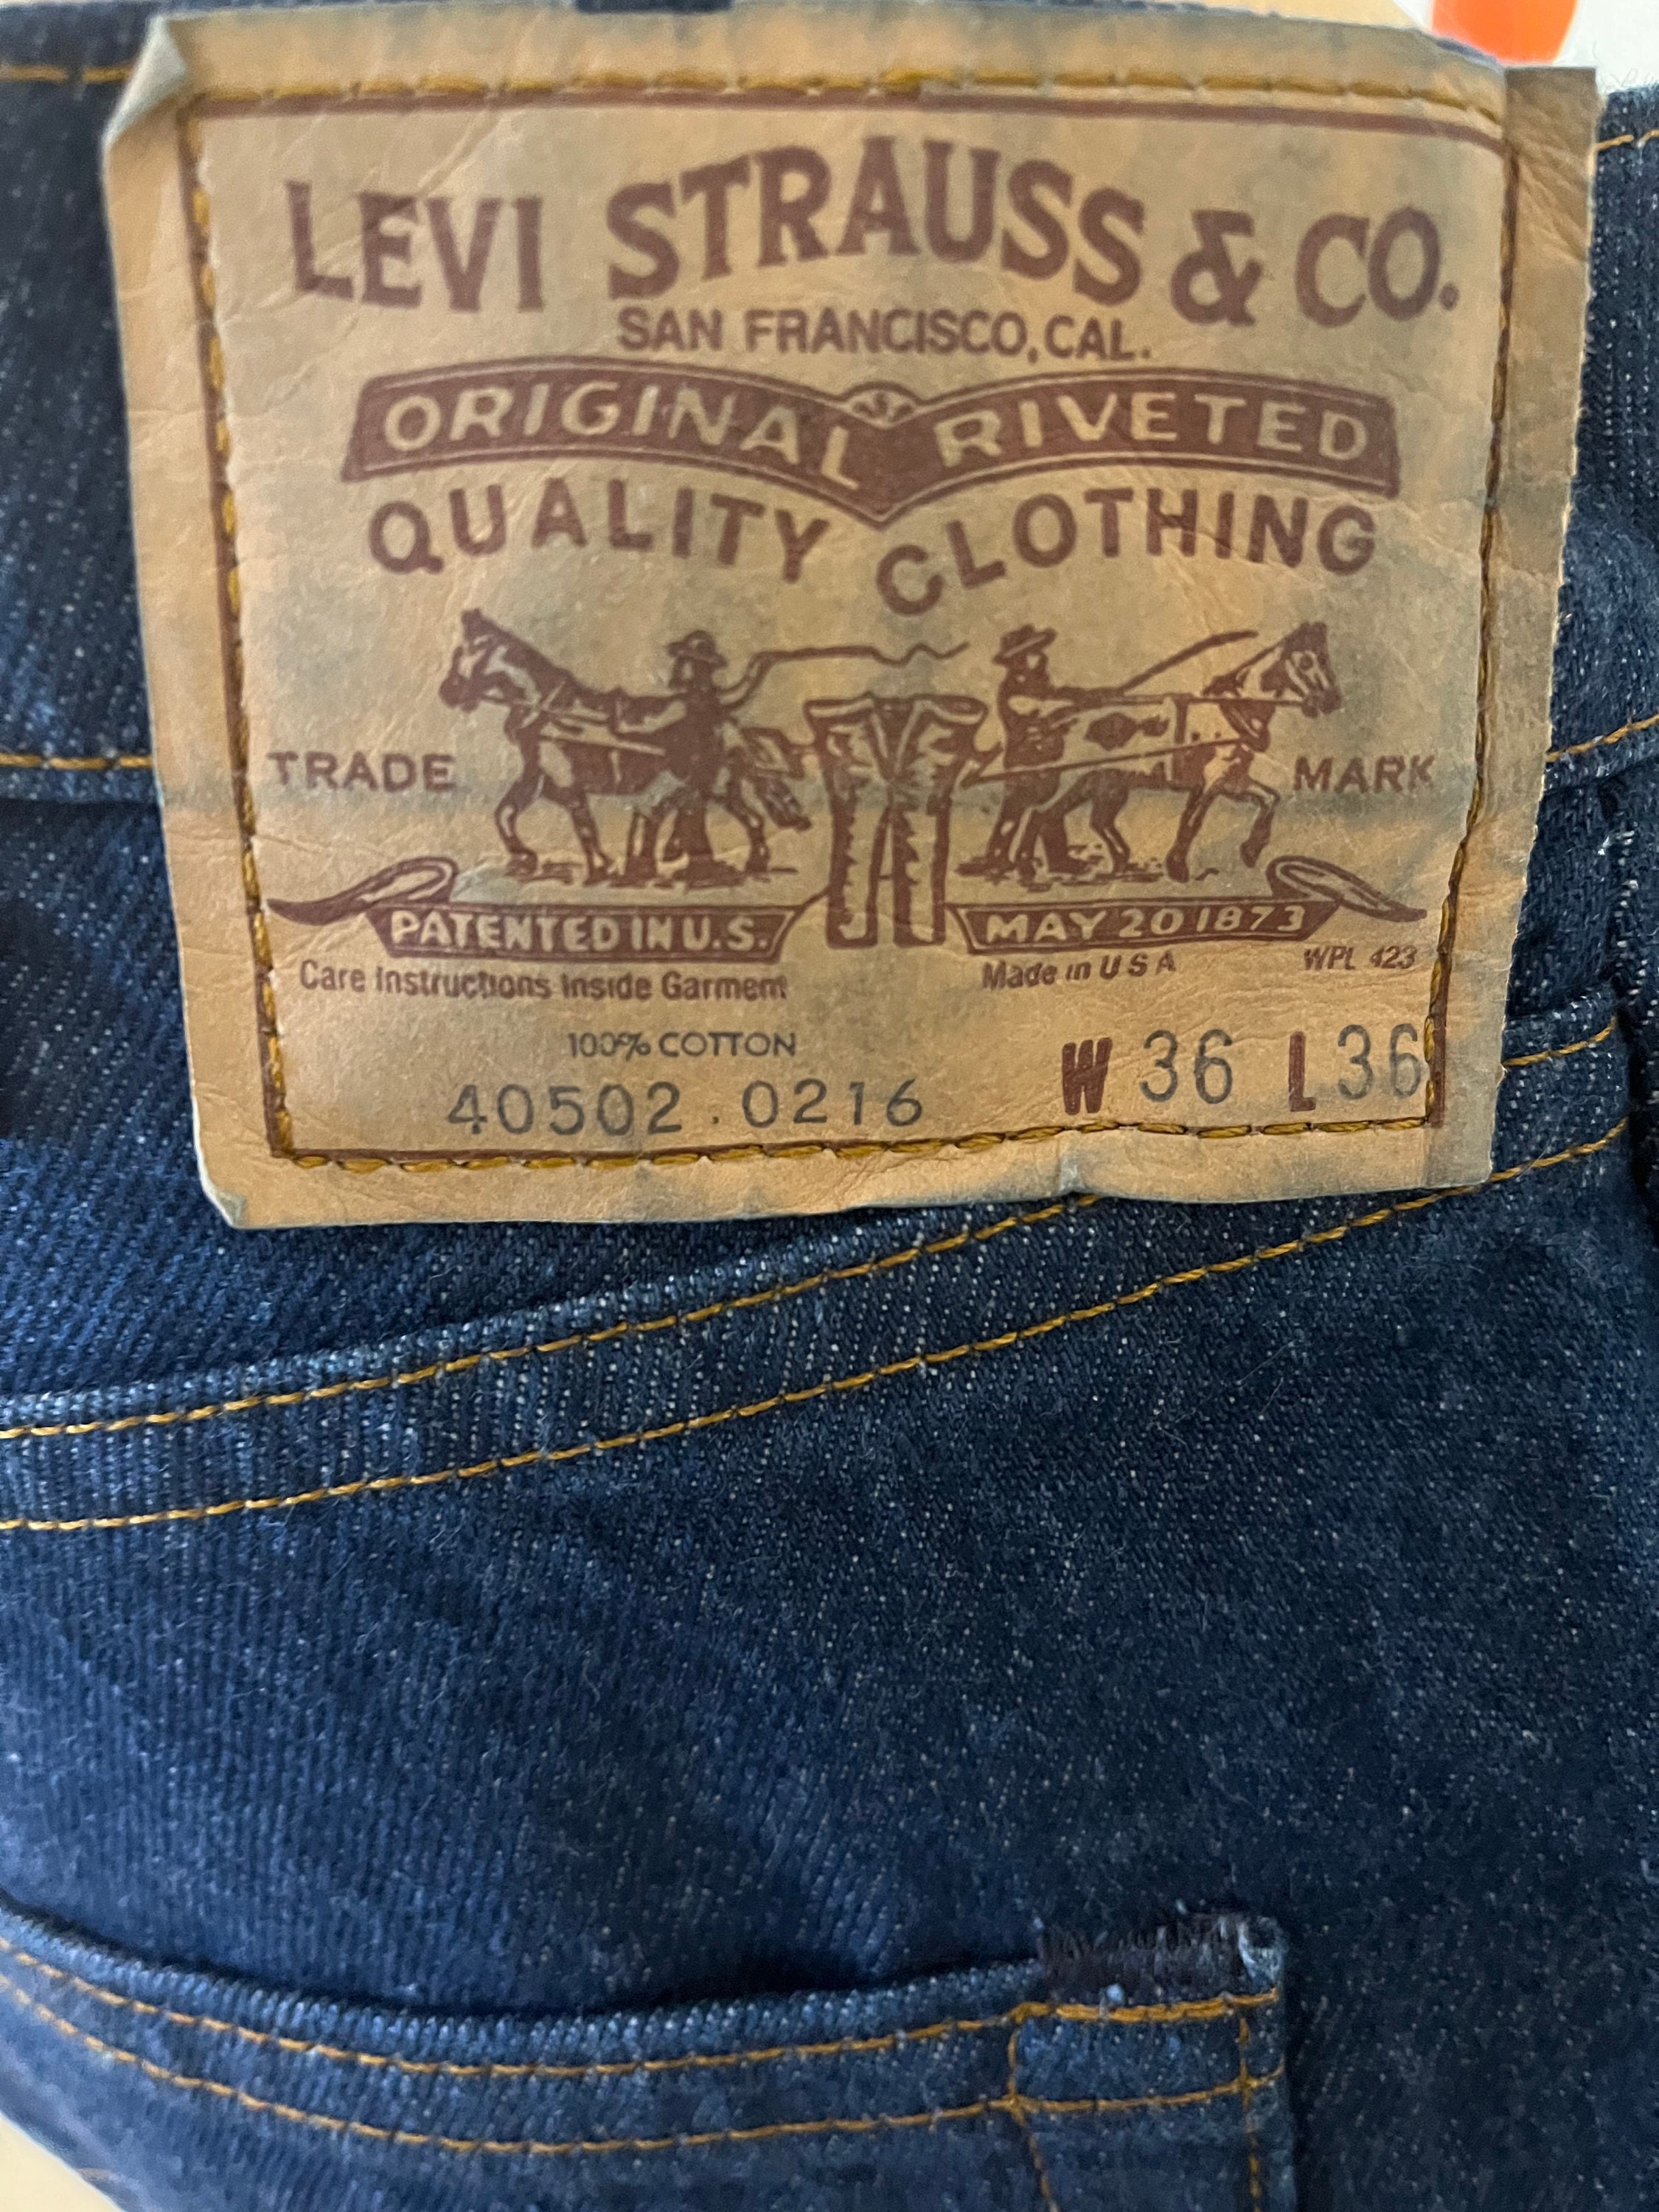 LEVI STRAUSS & CO.
SAN FRANCISCO, CAL.
ORIGINAL RIVETED
QUALITY CLOTHING
TRADE MARK
PATENTED IN U.S. MAY 20 1873
Care Instructions Inside Garment Made in U S A WPL 423
100% COTTON
40502.0216 W 36 L 36